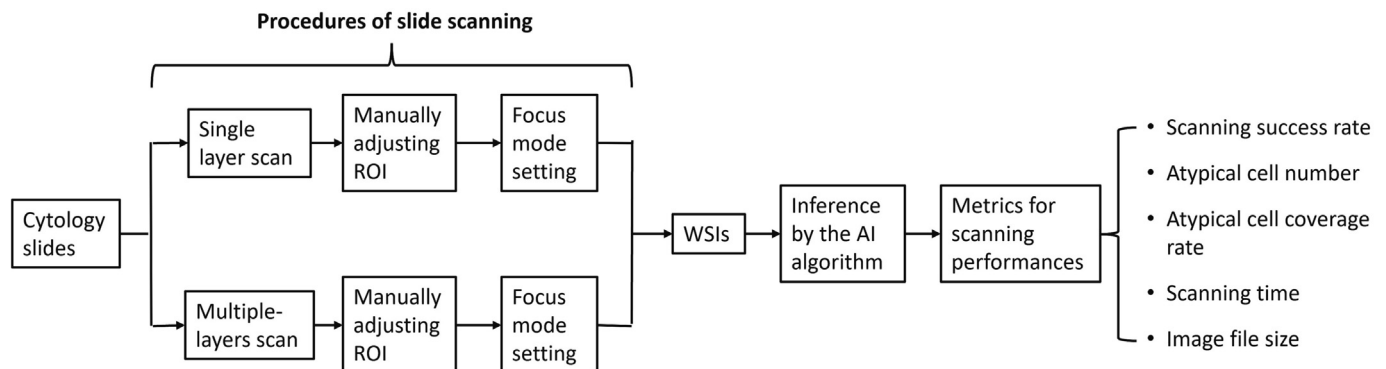 Procedures of slide scanning
Cytology
slides
Single
layer scan
Manually
adjusting
ROI
Focus
mode
setting
Multiple-
layers scan
Manually
adjusting
ROI
Focus
mode
setting
WSIs
Inference
by the AI
algorithm
Metrics for
scanning
performances
• Scanning success rate
• Atypical cell number
• Atypical cell coverage
rate
• Scanning time
• Image file size